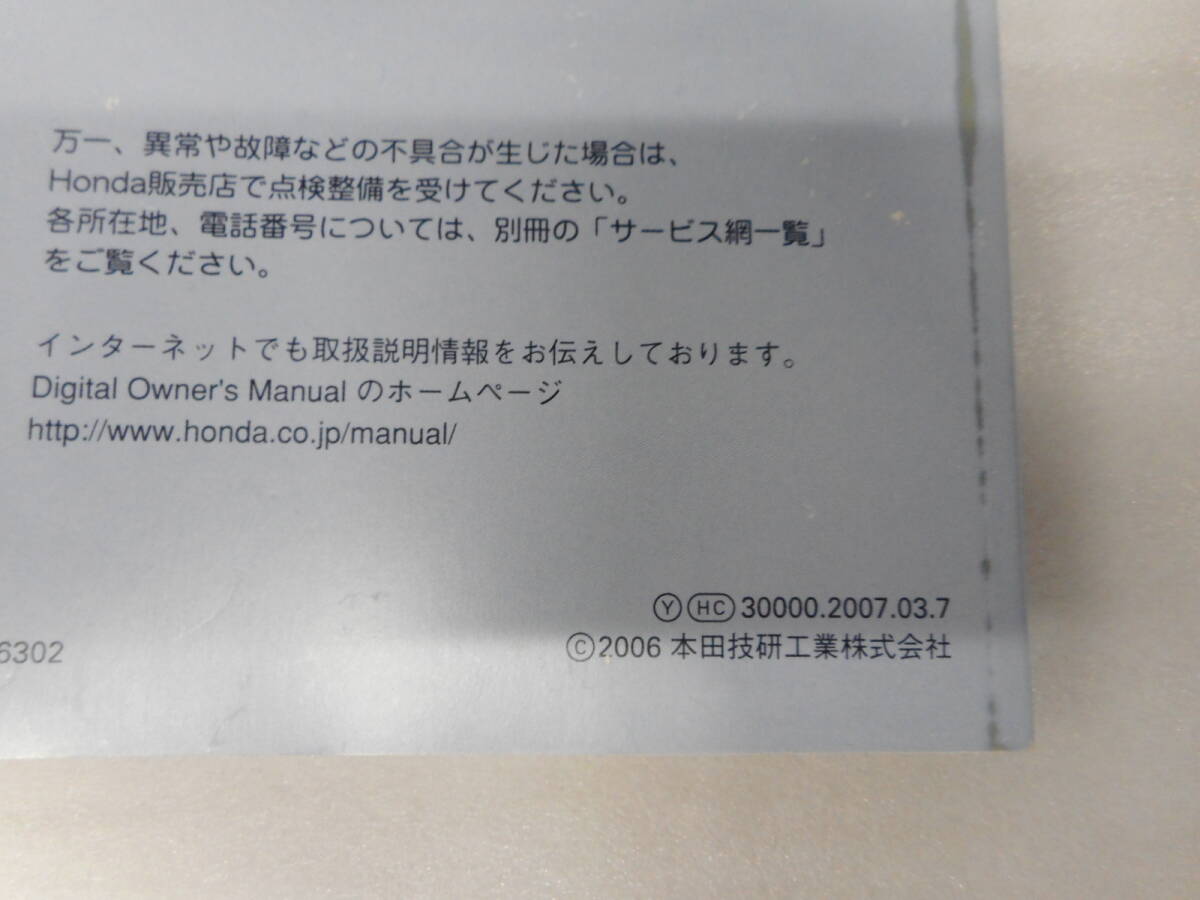 万一、異常や故障などの不具合が生じた場合は、
Honda販売店で点検整備を受けてください。
各所在地、電話番号については、別冊の「サービス網一覧」
をご覧ください。
インターネットでも取扱説明情報をお伝えしております。
Digital Owner's Manual のホームページ
http://www.honda.co.jp/manual/
Ⓨ HC 30000.2007.03.7
6302
©2006 本田技研工業株式会社